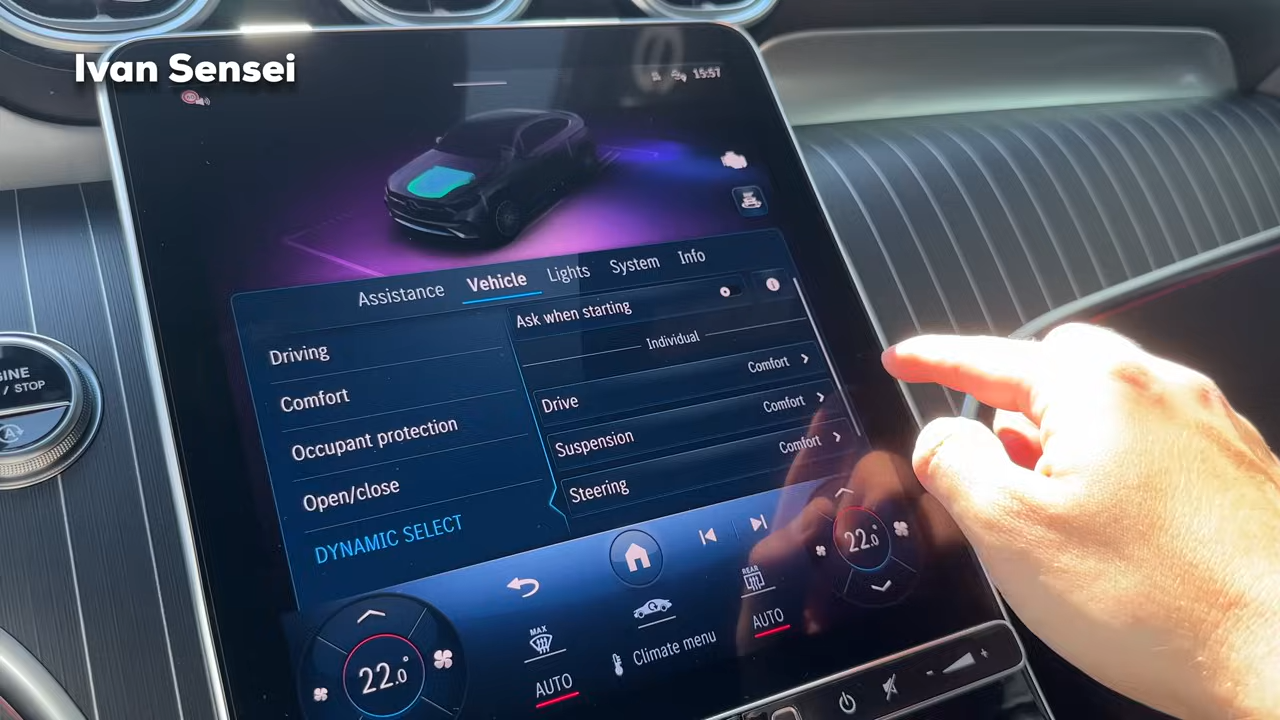 Ivan Sensei
15:57
Assistance Vehicle Lights System Info
Driving
Comfort
Occupant protection
Open/close
DYNAMIC SELECT
Ask when starting
Individual
Drive Comfort
Suspension Comfort
Steering Comfort
/ STOP
22.0°
22.0°
MAX
REAR
AUTO
AUTO
Climate menu
- +